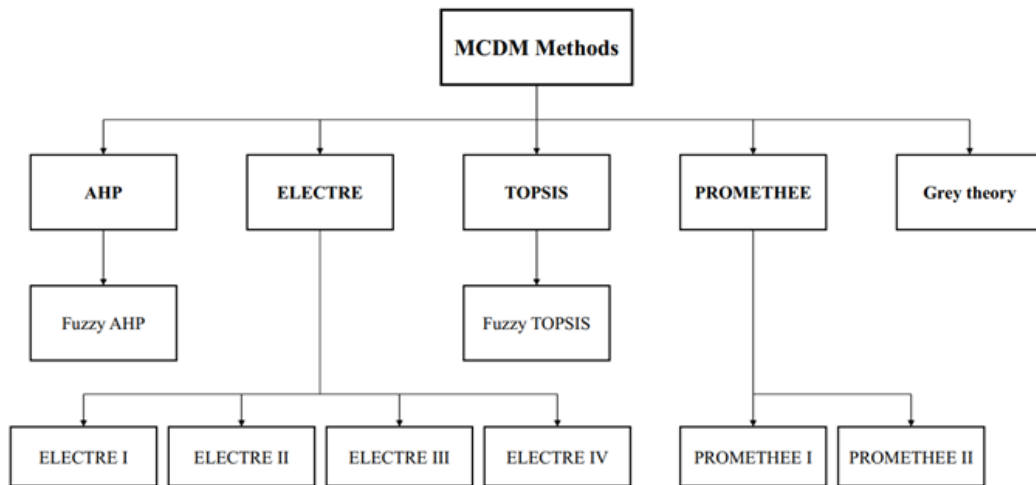 MCDM Methods
AHP
ELECTRE
TOPSIS
PROMETHEE
Grey theory
Fuzzy AHP
Fuzzy TOPSIS
ELECTRE I
ELECTRE II
ELECTRE III
ELECTRE IV
PROMETHEE I
PROMETHEE II